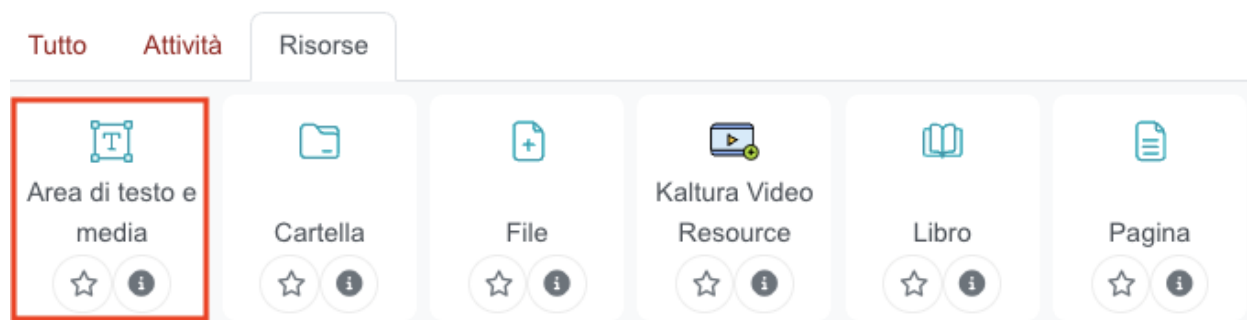 Tutto Attività Risorse
Area di testo e
media
Cartella
File
Kaltura Video
Resource
Libro
Pagina